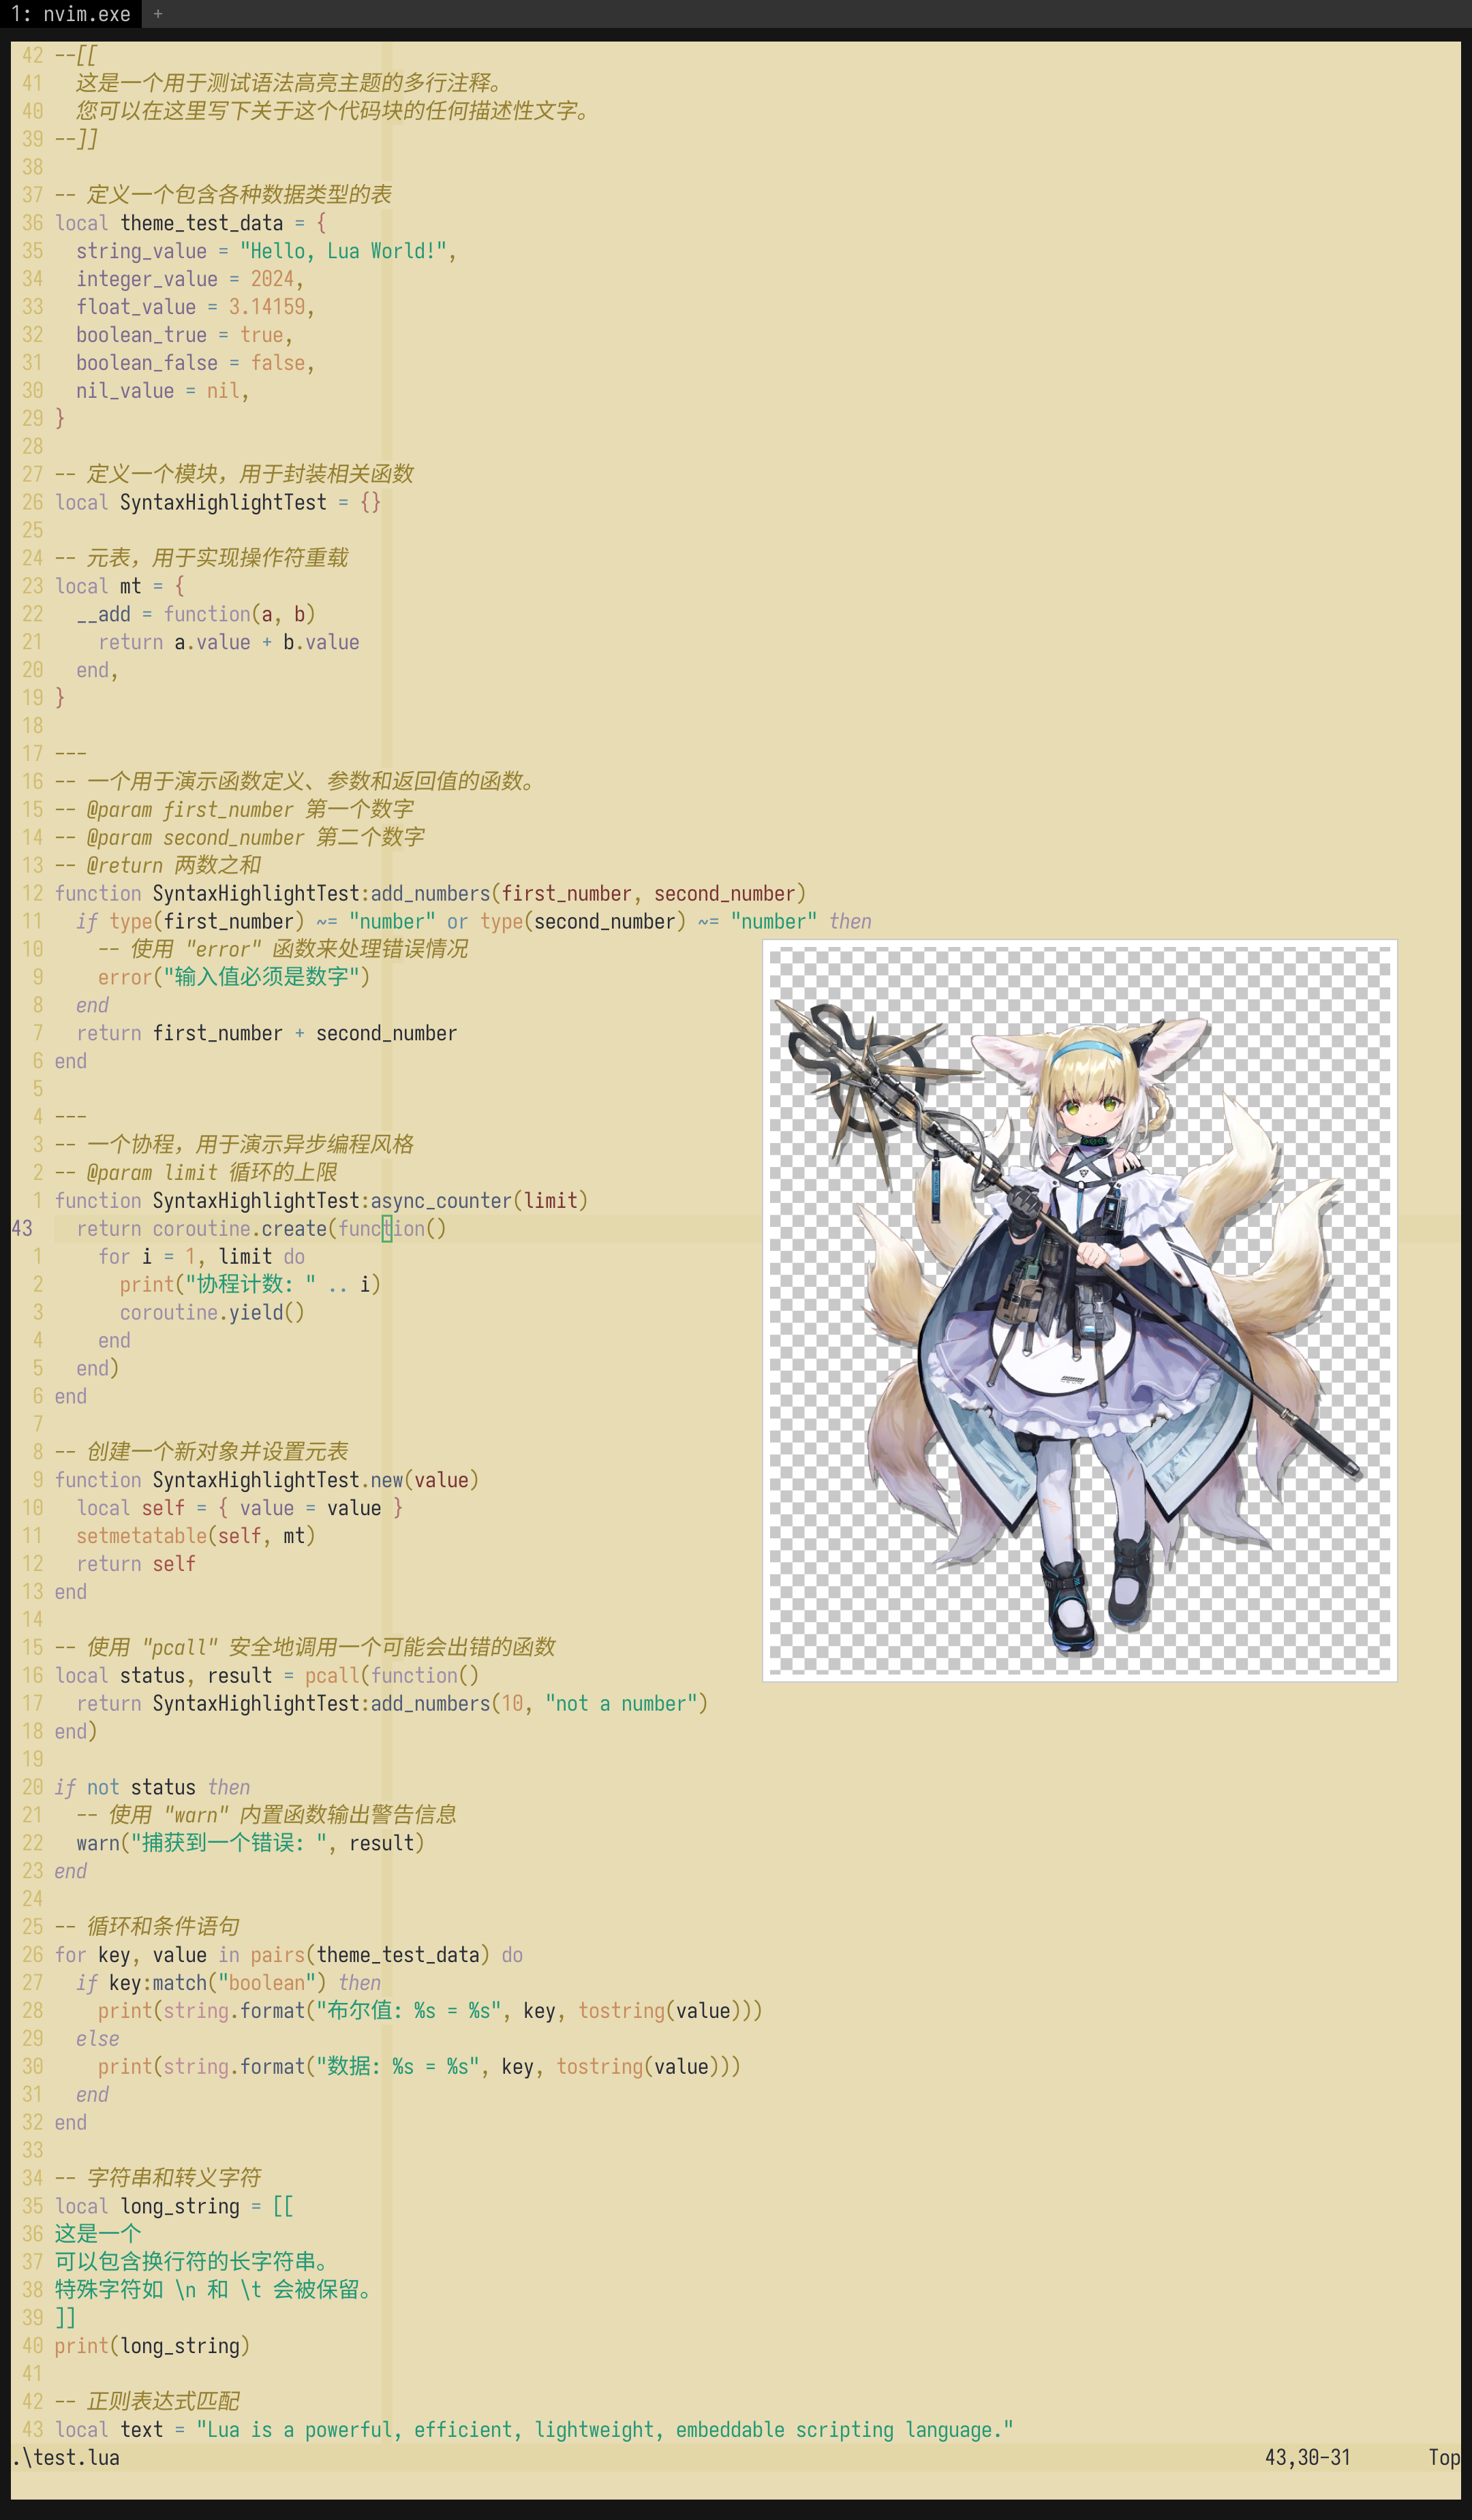 1: nvim.exe +
42 --[[
41   这是一个用于测试语法高亮主题的多行注释。
40   您可以在这里写下关于这个代码块的任何描述性文字。
39 --]]
38
37 -- 定义一个包含各种数据类型的表
36 local theme_test_data = {
35   string_value = "Hello, Lua World!",
34   integer_value = 2024,
33   float_value = 3.14159,
32   boolean_true = true,
31   boolean_false = false,
30   nil_value = nil,
29 }
28
27 -- 定义一个模块，用于封装相关函数
26 local SyntaxHighlightTest = {}
25
24 -- 元表，用于实现操作符重载
23 local mt = {
22   __add = function(a, b)
21     return a.value + b.value
20   end,
19 }
18
17 ---
16 -- 一个用于演示函数定义、参数和返回值的函数。
15 -- @param first_number 第一个数字
14 -- @param second_number 第二个数字
13 -- @return 两数之和
12 function SyntaxHighlightTest:add_numbers(first_number, second_number)
11   if type(first_number) ~= "number" or type(second_number) ~= "number" then
10     -- 使用 "error" 函数来处理错误情况
9     error("输入值必须是数字")
8   end
7   return first_number + second_number
6 end
5
4 ---
3 -- 一个协程，用于演示异步编程风格
2 -- @param limit 循环的上限
1 function SyntaxHighlightTest:async_counter(limit)
43   return coroutine.create(function()
1     for i = 1, limit do
2       print("协程计数: " .. i)
3       coroutine.yield()
4     end
5   end)
6 end
7
8 -- 创建一个新对象并设置元表
9 function SyntaxHighlightTest.new(value)
10   local self = { value = value }
11   setmetatable(self, mt)
12   return self
13 end
14
15 -- 使用 "pcall" 安全地调用一个可能会出错的函数
16 local status, result = pcall(function()
17   return SyntaxHighlightTest:add_numbers(10, "not a number")
18 end)
19
20 if not status then
21   -- 使用 "warn" 内置函数输出警告信息
22   warn("捕获到一个错误: ", result)
23 end
24
25 -- 循环和条件语句
26 for key, value in pairs(theme_test_data) do
27   if key:match("boolean") then
28     print(string.format("布尔值: %s = %s", key, tostring(value)))
29   else
30     print(string.format("数据: %s = %s", key, tostring(value)))
31   end
32 end
33
34 -- 字符串和转义字符
35 local long_string = [[
36 这是一个
37 可以包含换行符的长字符串。
38 特殊字符如 \n 和 \t 会被保留。
39 ]]
40 print(long_string)
41
42 -- 正则表达式匹配
43 local text = "Lua is a powerful, efficient, lightweight, embeddable scripting language."
.\test.lua 43,30-31 Top